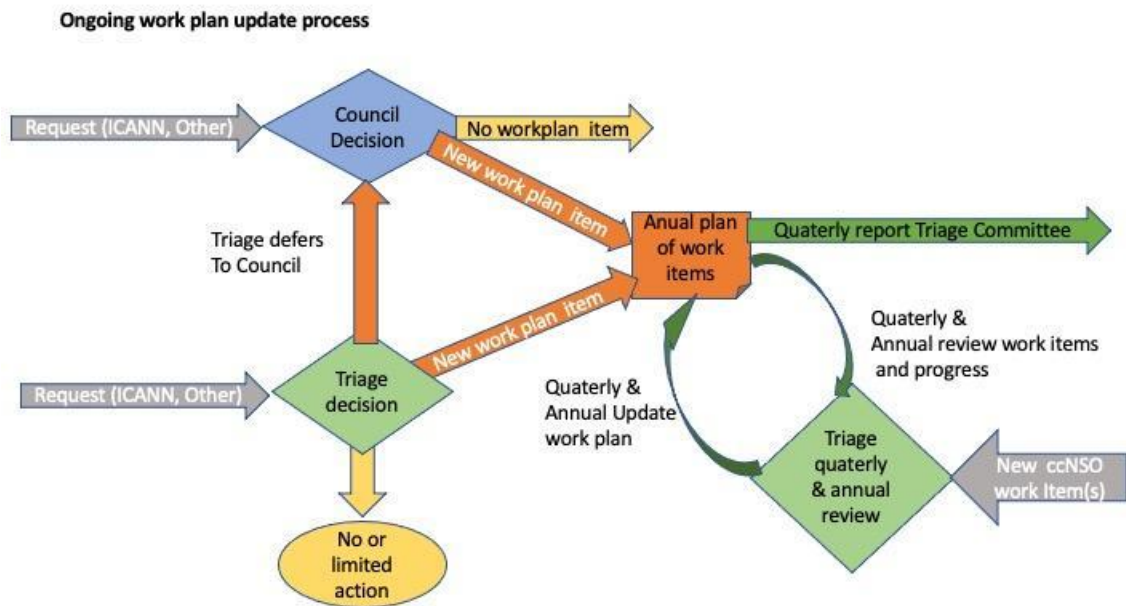 Ongoing work plan update process
Request (ICANN, Other)
Council
Decision
No workplan item
New work plan item
Triage defers
To Council
Anual plan
of work
items
Quaterly report Triage Committee
New work plan item
Quaterly &
Annual review work items
and progress
Request (ICANN, Other)
Triage
decision
Quaterly &
Annual Update
work plan
Triage
quaterly
& annual
review
New ccNSO
work Item(s)
No or
limited
action